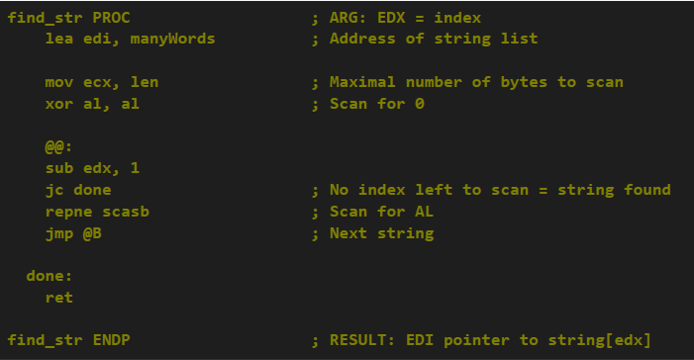 find_str PROC ; ARG: EDX = index
lea edi, manyWords ; Address of string list
mov ecx, len ; Maximal number of bytes to scan
xor al, al ; Scan for 0
@@:
sub edx, 1
jc done ; No index left to scan = string found
repne scasb ; Scan for AL
jmp @B ; Next string
done:
ret
find_str ENDP ; RESULT: EDI pointer to string[edx]